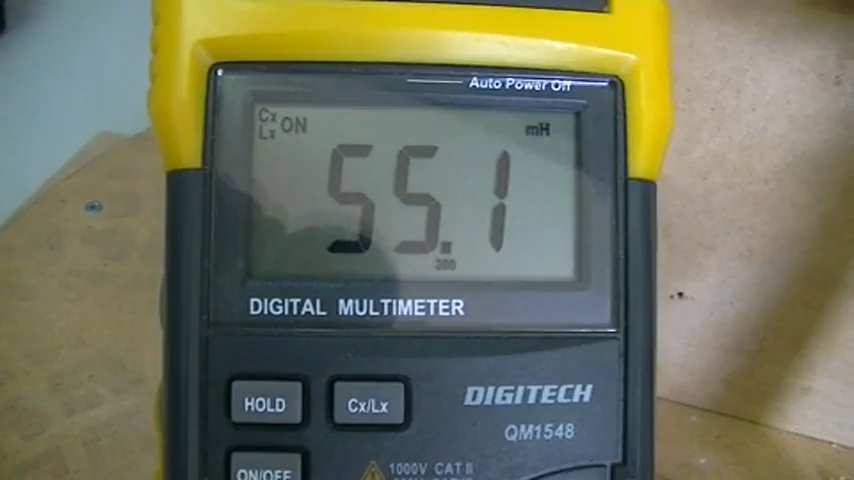 Auto Power Off
Cx
Lx ON
mH
55.1
200
DIGITAL MULTIMETER
HOLD
Cx/Lx
DIGITECH
QM1548
ON/OFF
1000V CAT II